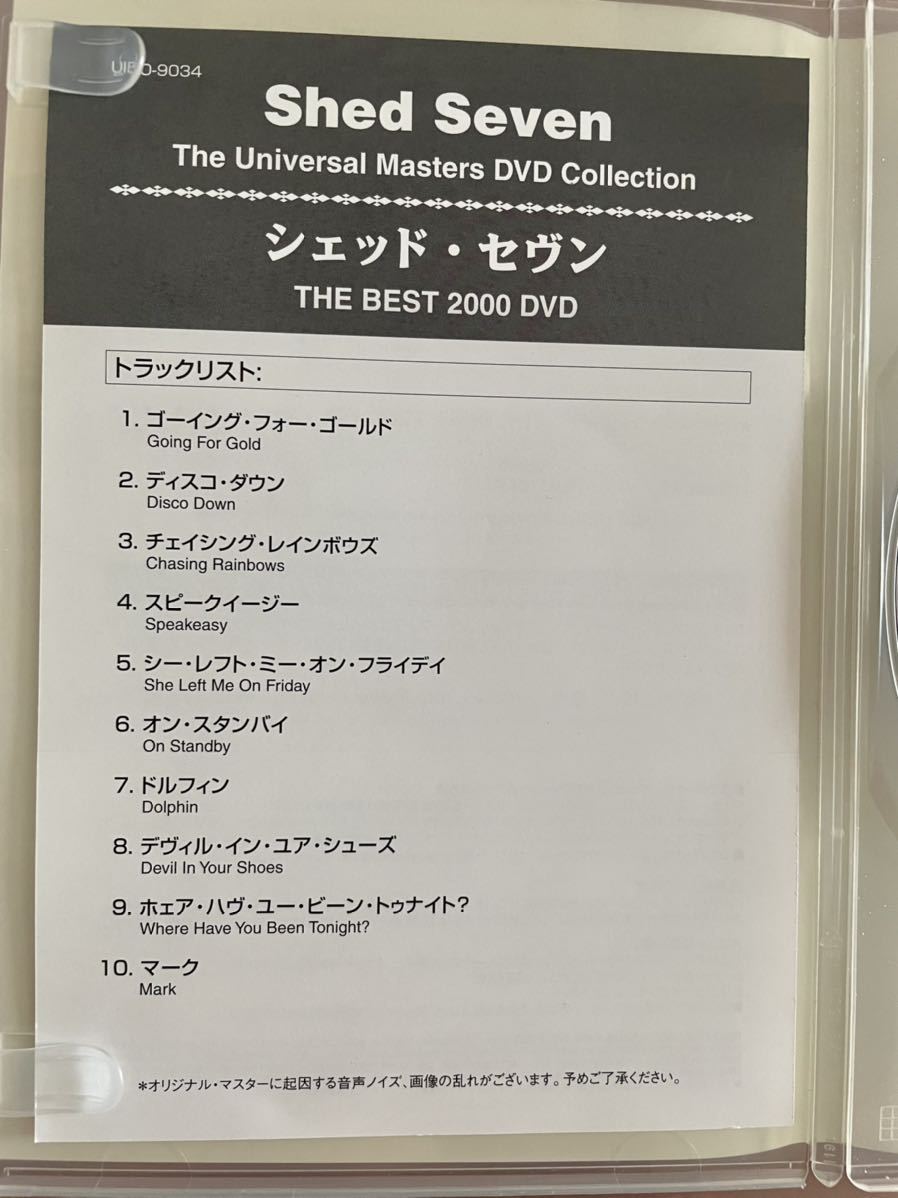 Shed Seven
The Universal Masters DVD Collection
シェッド・セヴン
THE BEST 2000 DVD
トラックリスト:
1. ゴーイング・フォー・ゴールド
Going For Gold
2. ディスコ・ダウン
Disco Down
3. チェイシング・レインボウズ
Chasing Rainbows
4. スピークイージー
Speakeasy
5. シー・レフト・ミー・オン・フライデイ
She Left Me On Friday
6. オン・スタンバイ
On Standby
7. ドルフィン
Dolphin
8. デヴィル・イン・ユア・シューズ
Devil In Your Shoes
9. ホェア・ハヴ・ユー・ビーン・トゥナイト?
Where Have You Been Tonight?
10. マーク
Mark
*オリジナル・マスターに起因する音声ノイズ、画像の乱れがございます。予めご了承ください。